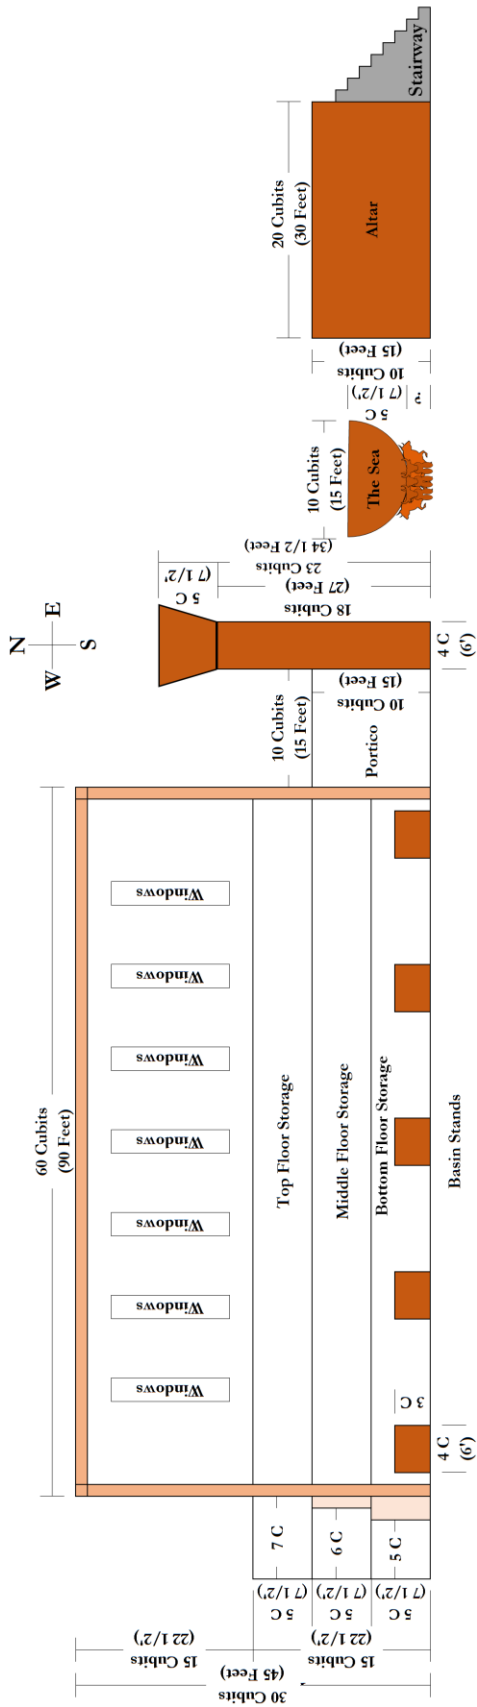 60 Cubits
(90 Feet)
N
W E
S
Windows
Windows
Windows
Windows
Windows
Windows
Windows
30 Cubits
(45 Feet)
15 Cubits
(22 1/2')
15 Cubits
(22 1/2')
5 C
(7 1/2')
5 C
(7 1/2')
5 C
(7 1/2')
7 C
6 C
5 C
Top Floor Storage
Middle Floor Storage
Bottom Floor Storage
3 C
4 C
(6')
Basin Stands
10 Cubits
(15 Feet)
Portico
10 Cubits
(15 Feet)
4 C
(6')
5 C
(7 1/2'
18 Cubits
(27 Feet)
23 Cubits
(34 1/2 Feet)
10 Cubits
(15 Feet)
The Sea
5 C
(7 1/2')
?
10 Cubits
(15 Feet)
20 Cubits
(30 Feet)
Altar
Stairway